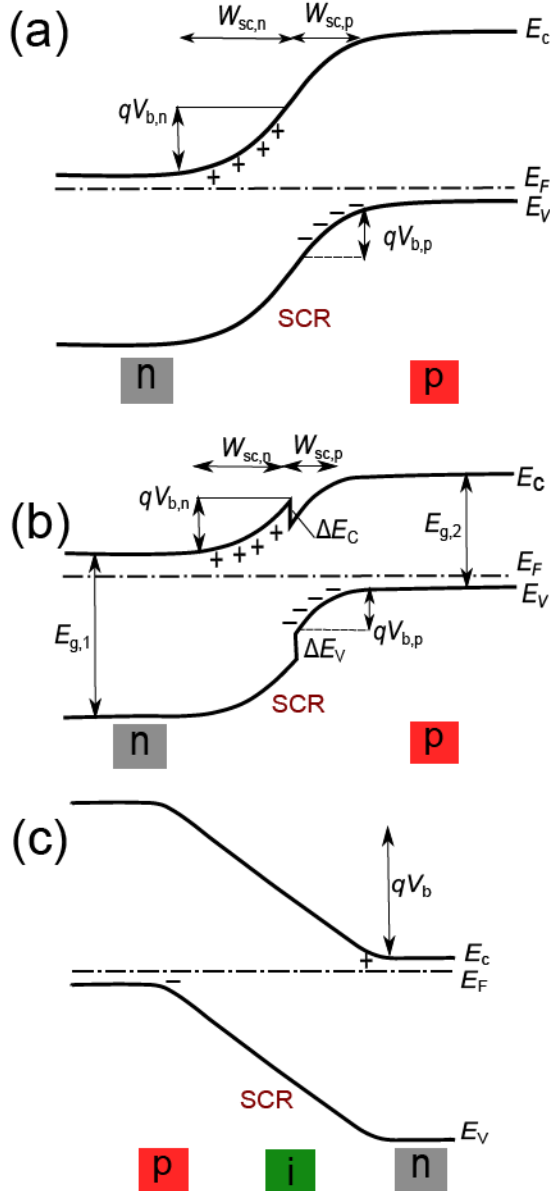 (a)
W_sc,n W_sc,p
E_c
qV_b,n
+ + + +
E_F
E_V
− − − −
qV_b,p
SCR
n p
(b)
W_sc,n W_sc,p
E_C
qV_b,n
ΔE_C
E_g,2
+ + + +
E_F
E_V
− − − −
E_g,1
ΔE_V
qV_b,p
SCR
n p
(c)
qV_b
E_c
+
E_F
−
SCR
E_V
p i n